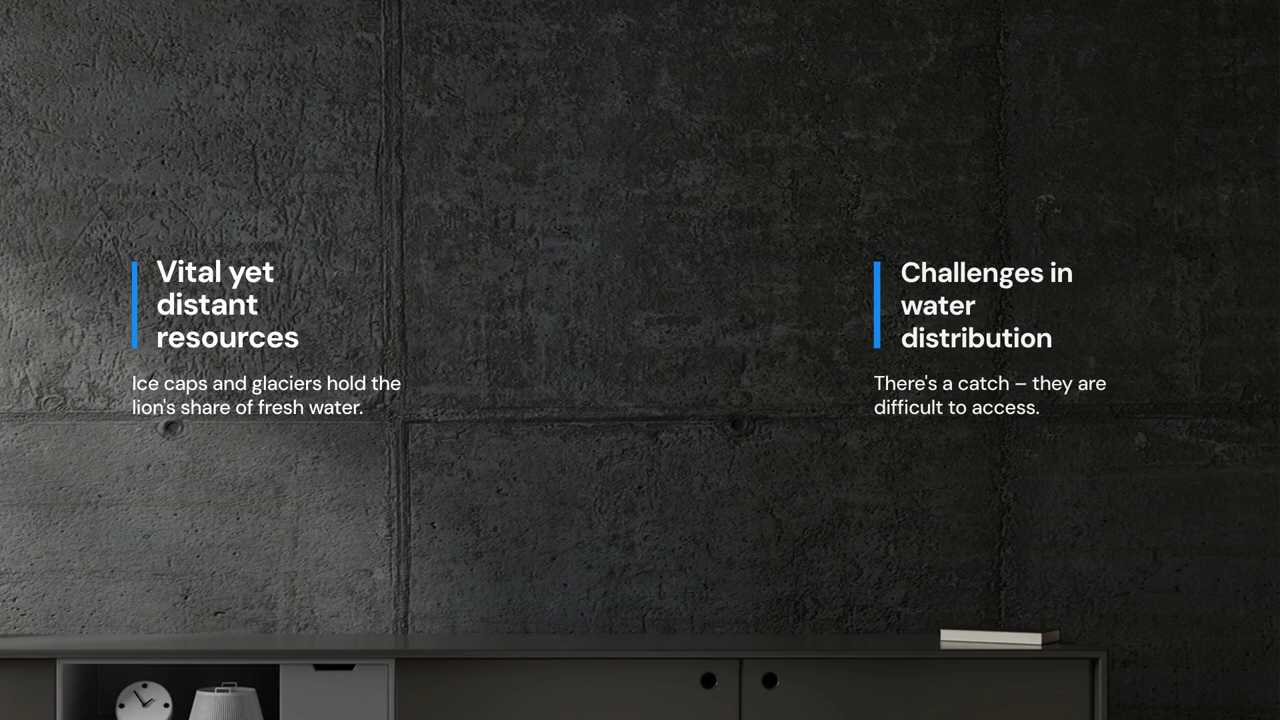 Vital yet
distant
resources
Ice caps and glaciers hold the
lion's share of fresh water.
Challenges in
water
distribution
There's a catch – they are
difficult to access.